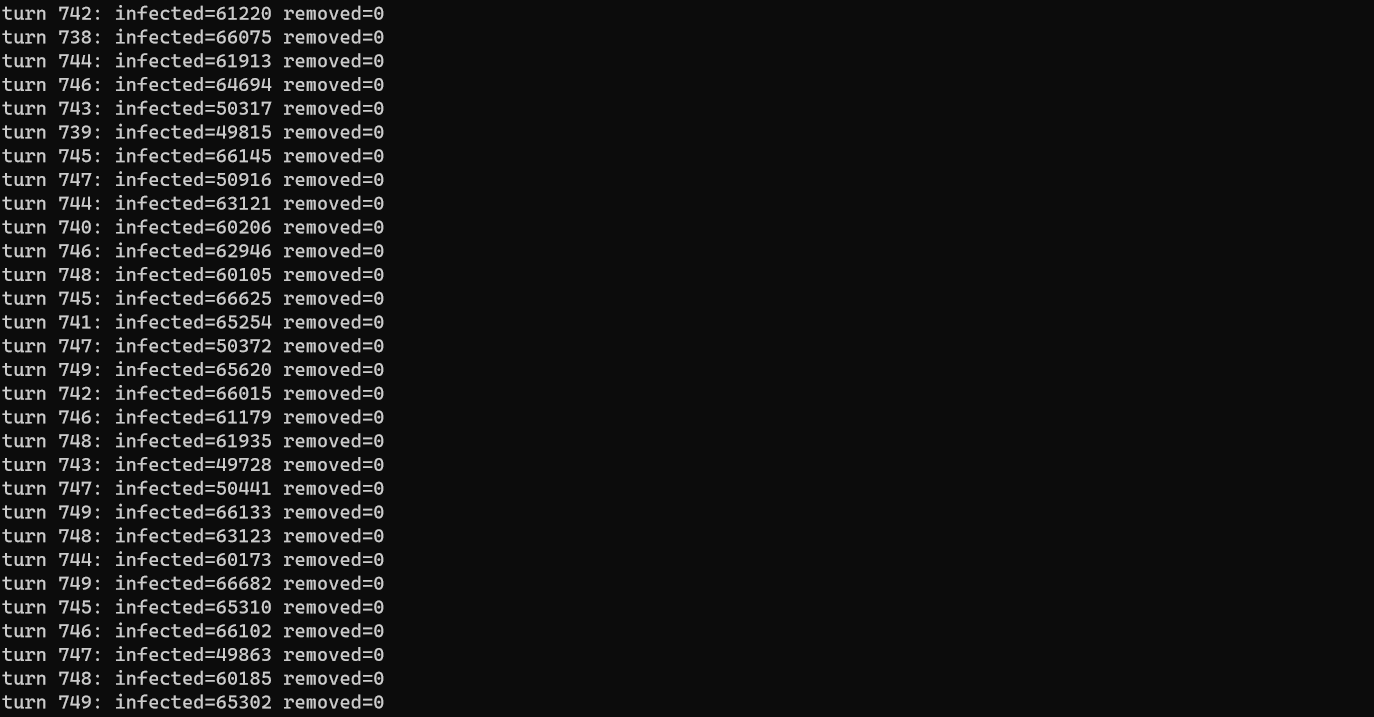 turn 742: infected=61220 removed=0
turn 738: infected=66075 removed=0
turn 744: infected=61913 removed=0
turn 746: infected=64694 removed=0
turn 743: infected=50317 removed=0
turn 739: infected=49815 removed=0
turn 745: infected=66145 removed=0
turn 747: infected=50916 removed=0
turn 744: infected=63121 removed=0
turn 740: infected=60206 removed=0
turn 746: infected=62946 removed=0
turn 748: infected=60105 removed=0
turn 745: infected=66625 removed=0
turn 741: infected=65254 removed=0
turn 747: infected=50372 removed=0
turn 749: infected=65620 removed=0
turn 742: infected=66015 removed=0
turn 746: infected=61179 removed=0
turn 748: infected=61935 removed=0
turn 743: infected=49728 removed=0
turn 747: infected=50441 removed=0
turn 749: infected=66133 removed=0
turn 748: infected=63123 removed=0
turn 744: infected=60173 removed=0
turn 749: infected=66682 removed=0
turn 745: infected=65310 removed=0
turn 746: infected=66102 removed=0
turn 747: infected=49863 removed=0
turn 748: infected=60185 removed=0
turn 749: infected=65302 removed=0